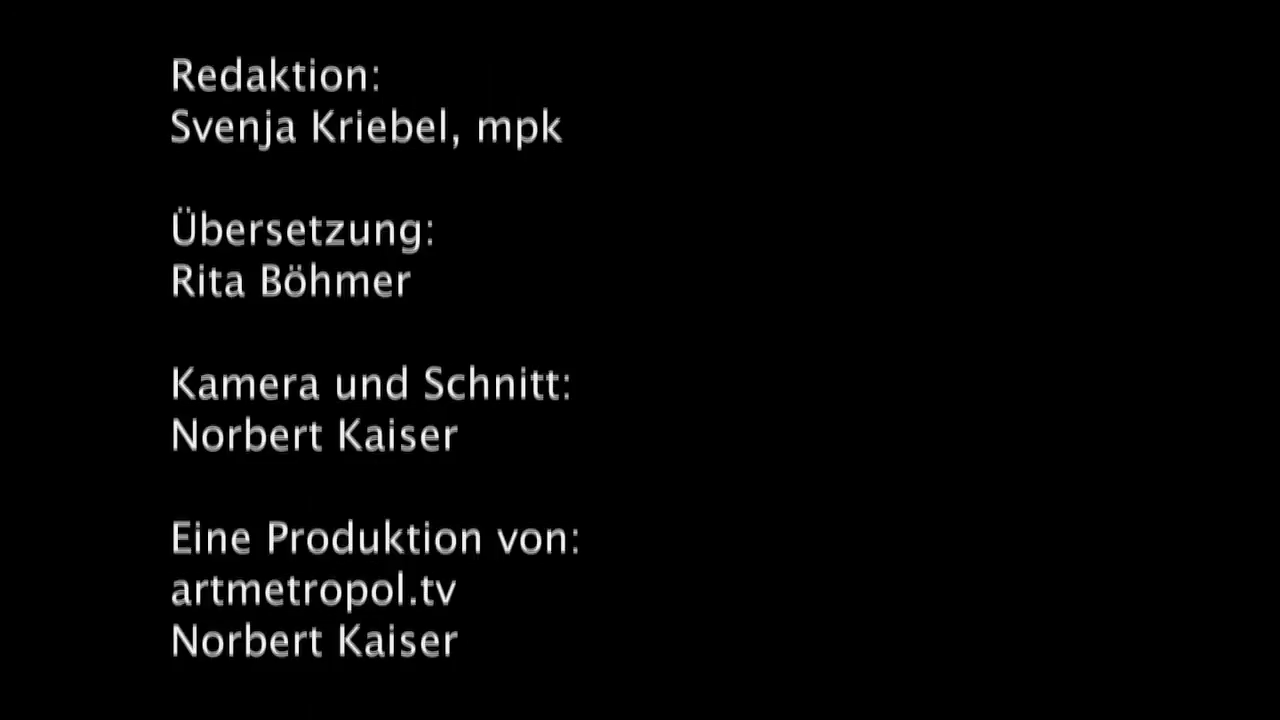 Redaktion:
Svenja Kriebel, mpk
Übersetzung:
Rita Böhmer
Kamera und Schnitt:
Norbert Kaiser
Eine Produktion von:
artmetropol.tv
Norbert Kaiser